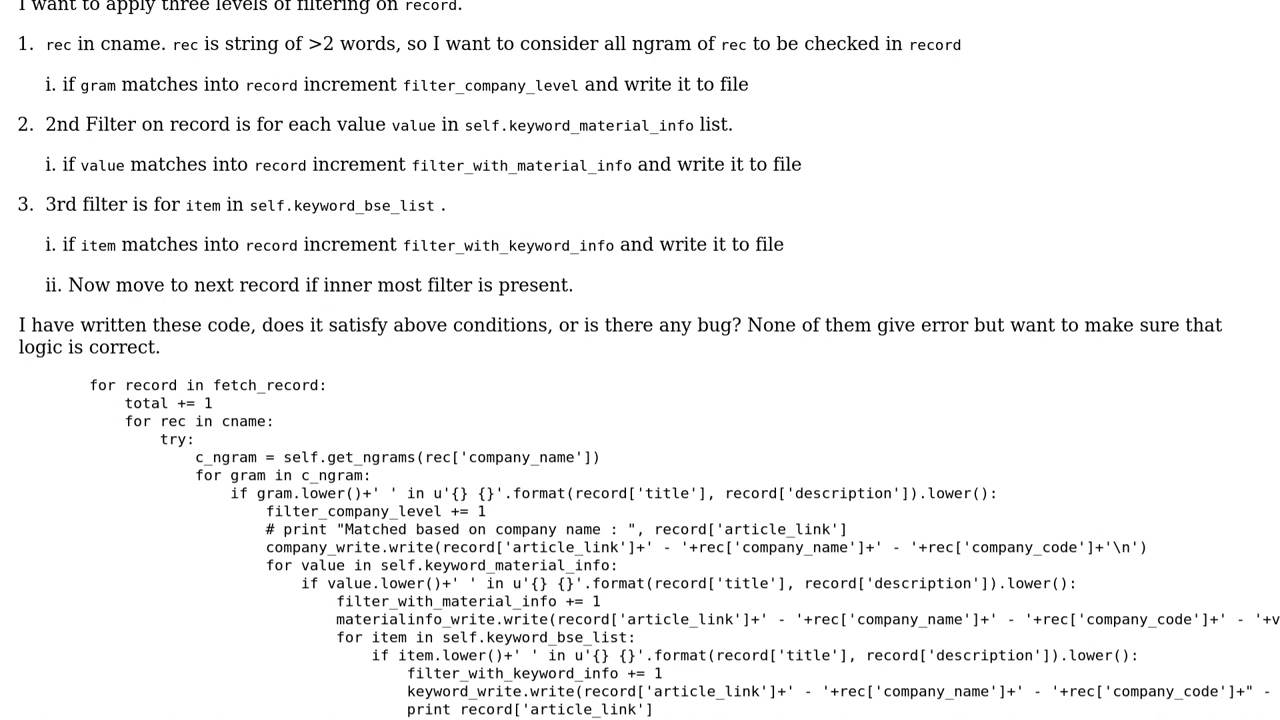 I want to apply three levels of filtering on record.
1. rec in cname. rec is string of >2 words, so I want to consider all ngram of rec to be checked in record
i. if gram matches into record increment filter_company_level and write it to file
2. 2nd Filter on record is for each value value in self.keyword_material_info list.
i. if value matches into record increment filter_with_material_info and write it to file
3. 3rd filter is for item in self.keyword_bse_list .
i. if item matches into record increment filter_with_keyword_info and write it to file
ii. Now move to next record if inner most filter is present.
I have written these code, does it satisfy above conditions, or is there any bug? None of them give error but want to make sure that
logic is correct.
for record in fetch_record:
total += 1
for rec in cname:
try:
c_ngram = self.get_ngrams(rec['company_name'])
for gram in c_ngram:
if gram.lower()+' ' in u'{} {}'.format(record['title'], record['description']).lower():
filter_company_level += 1
# print "Matched based on company name : ", record['article_link']
company_write.write(record['article_link']+' - '+rec['company_name']+' - '+rec['company_code']+'\n')
for value in self.keyword_material_info:
if value.lower()+' ' in u'{} {}'.format(record['title'], record['description']).lower():
filter_with_material_info += 1
materialinfo_write.write(record['article_link']+' - '+rec['company_name']+' - '+rec['company_code']+' - '+v
for item in self.keyword_bse_list:
if item.lower()+' ' in u'{} {}'.format(record['title'], record['description']).lower():
filter_with_keyword_info += 1
keyword_write.write(record['article_link']+' - '+rec['company_name']+' - '+rec['company_code']+" -
print record['article_link']